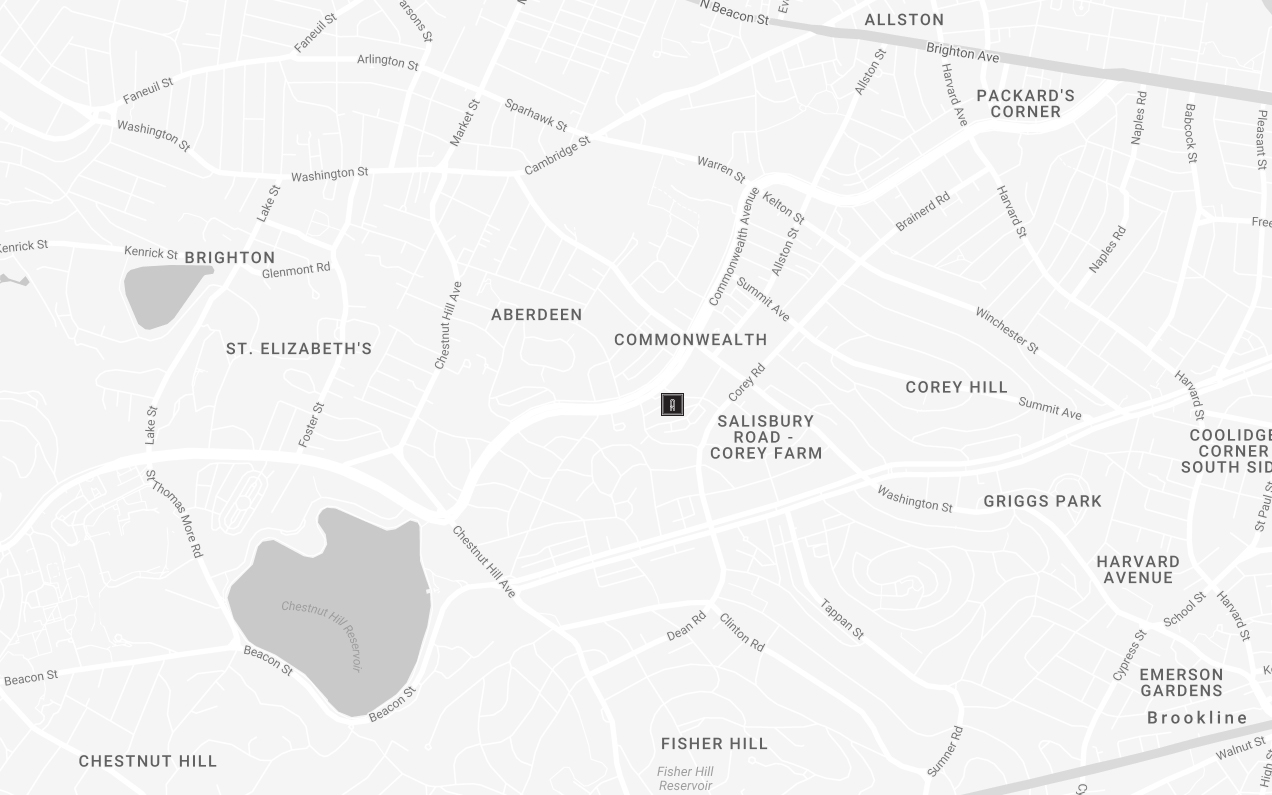 N Beacon St
ALLSTON
Faneuil St
Arlington St
Brighton Ave
Allston St
Harvard Ave
PACKARD'S
CORNER
Faneuil St
Washington St
Market St
Sparhawk St
Cambridge St
Naples Rd
Babcock St
Pleasant St
Washington St
Lake St
Warren St
Kelton St
Brainerd Rd
Harvard St
Kenrick St
Kenrick St
BRIGHTON
Glenmont Rd
Commonwealth Avenue
Allston St
Naples Rd
Summit Ave
ABERDEEN
Chestnut Hill Ave
COMMONWEALTH
ST. ELIZABETH'S
Winchester St
Corey Rd
COREY HILL
Summit Ave
Harvard St
Lake St
Foster St
SALISBURY
ROAD -
COREY FARM
COOLIDGE
CORNER
SOUTH SID
St Thomas More Rd
Washington St
GRIGGS PARK
St Paul S
Chestnut Hill Ave
HARVARD
AVENUE
Chestnut Hill Reservoir
Dean Rd
Clinton Rd
Tappan St
School St
Harvard St
Cypress St
Beacon St
Beacon St
Beacon St
EMERSON
GARDENS
Brookline
CHESTNUT HILL
FISHER HILL
Fisher Hill
Reservoir
Sumner Rd
Walnut St
High S